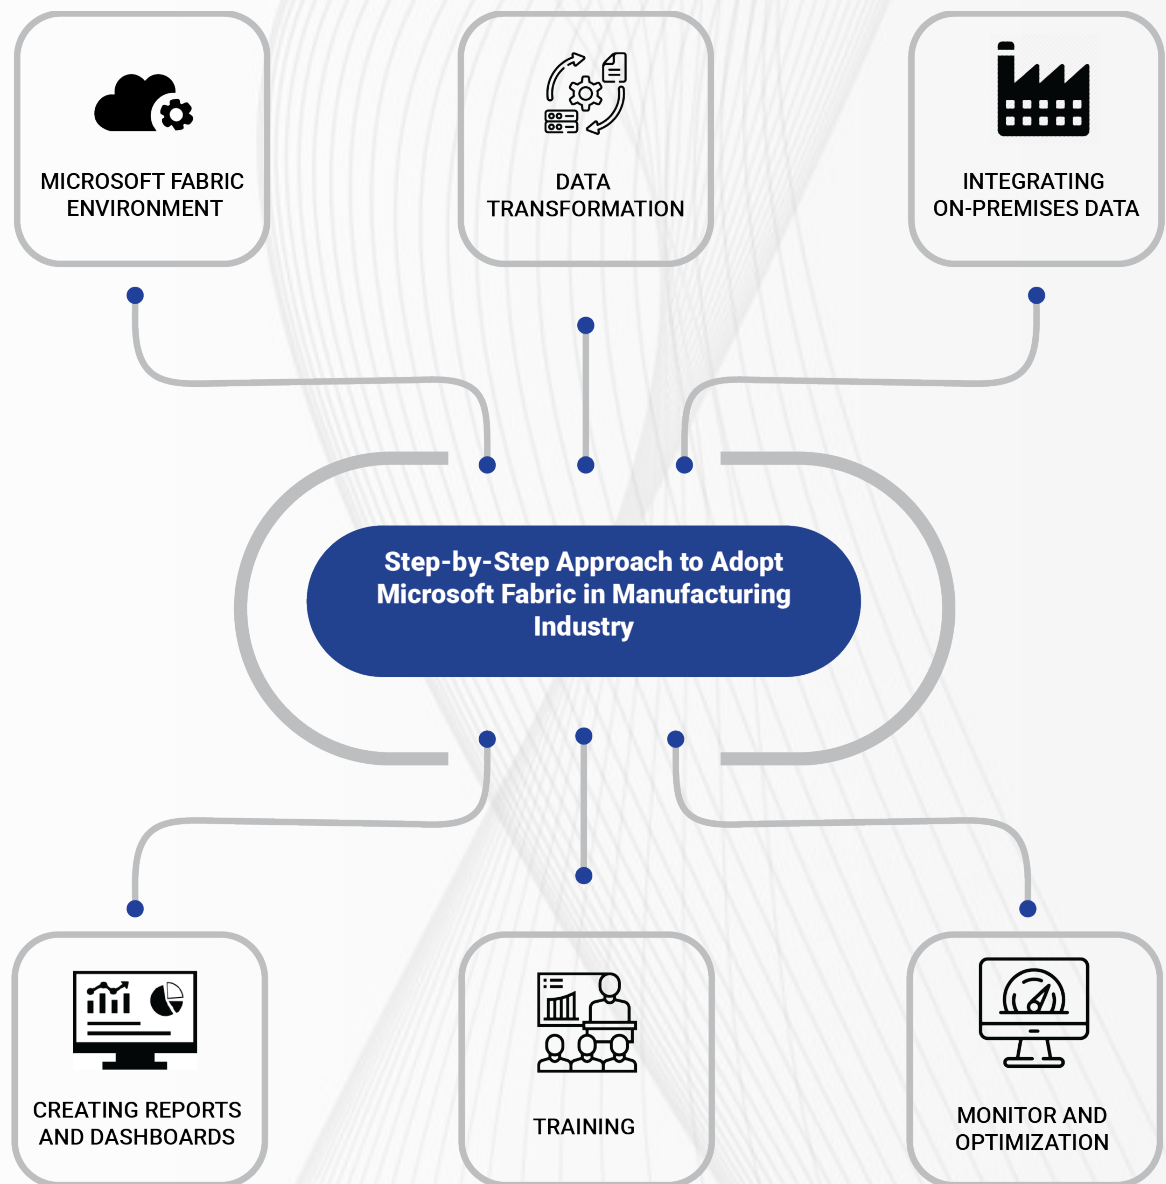 MICROSOFT FABRIC
ENVIRONMENT
DATA
TRANSFORMATION
INTEGRATING
ON-PREMISES DATA
Step-by-Step Approach to Adopt
Microsoft Fabric in Manufacturing
Industry
CREATING REPORTS
AND DASHBOARDS
TRAINING
MONITOR AND
OPTIMIZATION